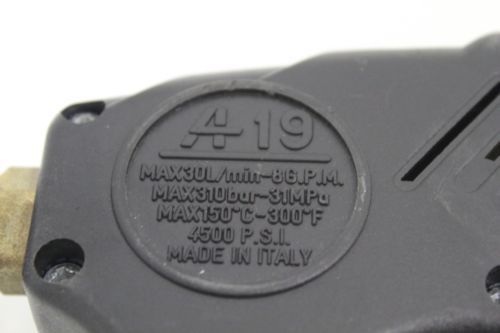 A 19
MAX30L/min-8G.P.M.
MAX310bar-31MPa
MAX150°C-300°F
4500 P.S.I.
MADE IN ITALY